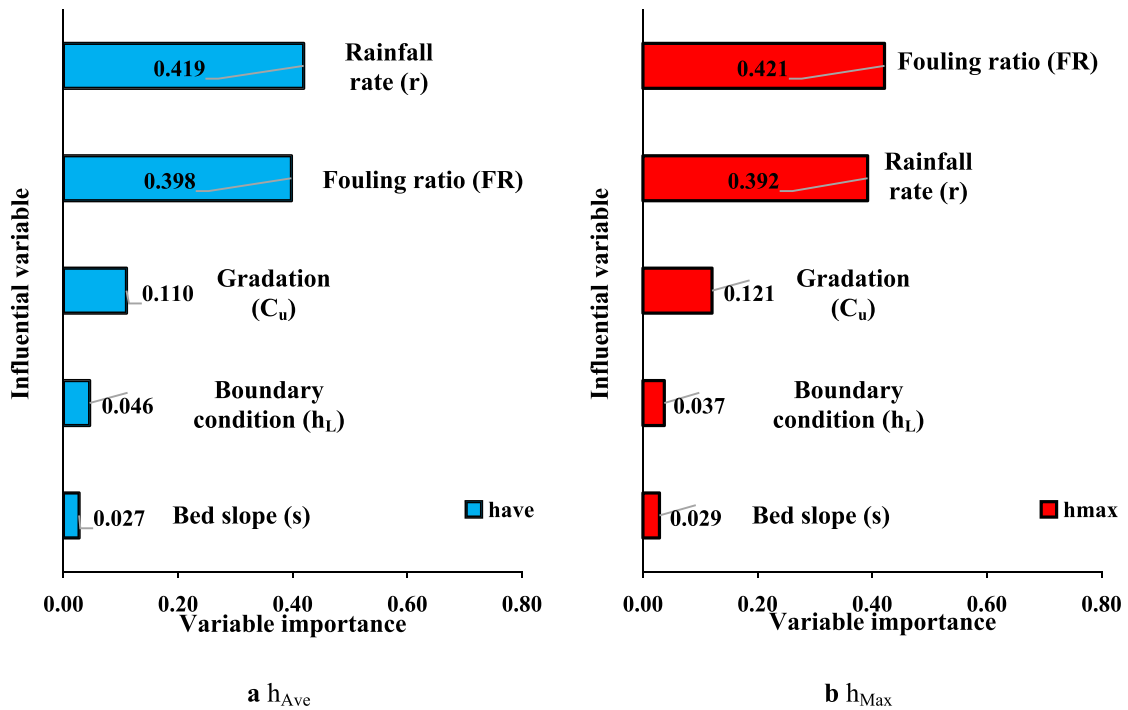 Influential variable
0.419
Rainfall
rate (r)
0.398
Fouling ratio (FR)
0.110
Gradation
(Cu)
0.046
Boundary
condition (hL)
0.027
Bed slope (s)
have
0.00 0.20 0.40 0.60 0.80
Variable importance
a hAve
Influential variable
0.421
Fouling ratio (FR)
0.392
Rainfall
rate (r)
0.121
Gradation
(Cu)
0.037
Boundary
condition (hL)
0.029
Bed slope (s)
hmax
0.00 0.20 0.40 0.60 0.80
Variable importance
b hMax